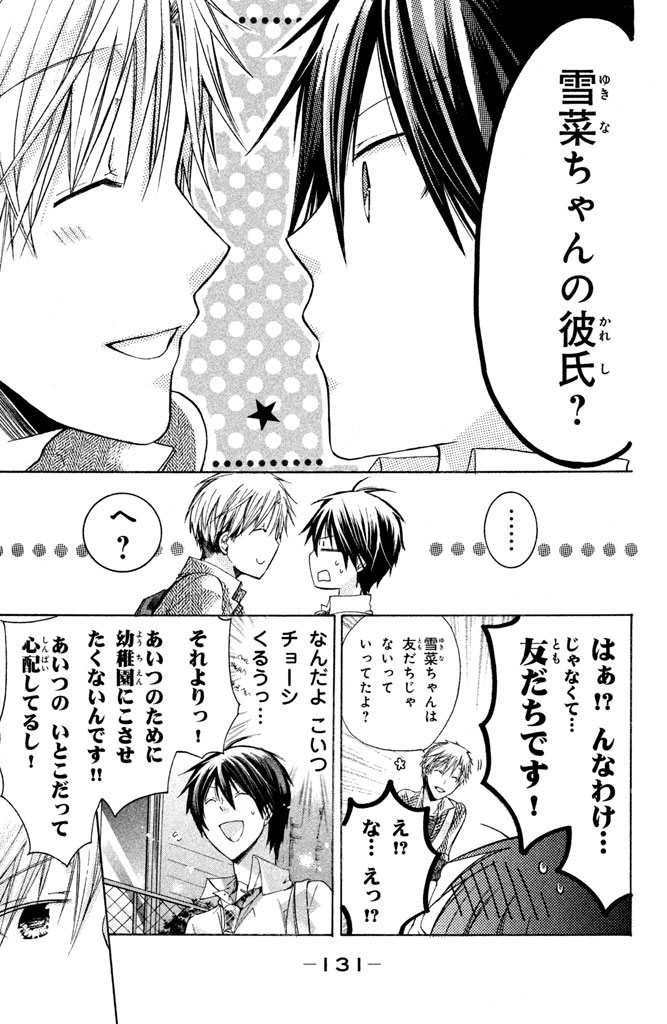 雪菜ちゃんの彼氏?
……
へ?
はぁ!?んなわけ…
じゃなくて…
友だちです!
雪菜ちゃんは
友だちじゃ
ないって
いってたよ?
え!?
な…えっ!?
なんだよ こいつ
チョーシ
くるうっ…
それよりっ!
あいつのために
幼稚園にこさせ
たくないんです!!
あいつの いとこだって
心配してるし!
-131-